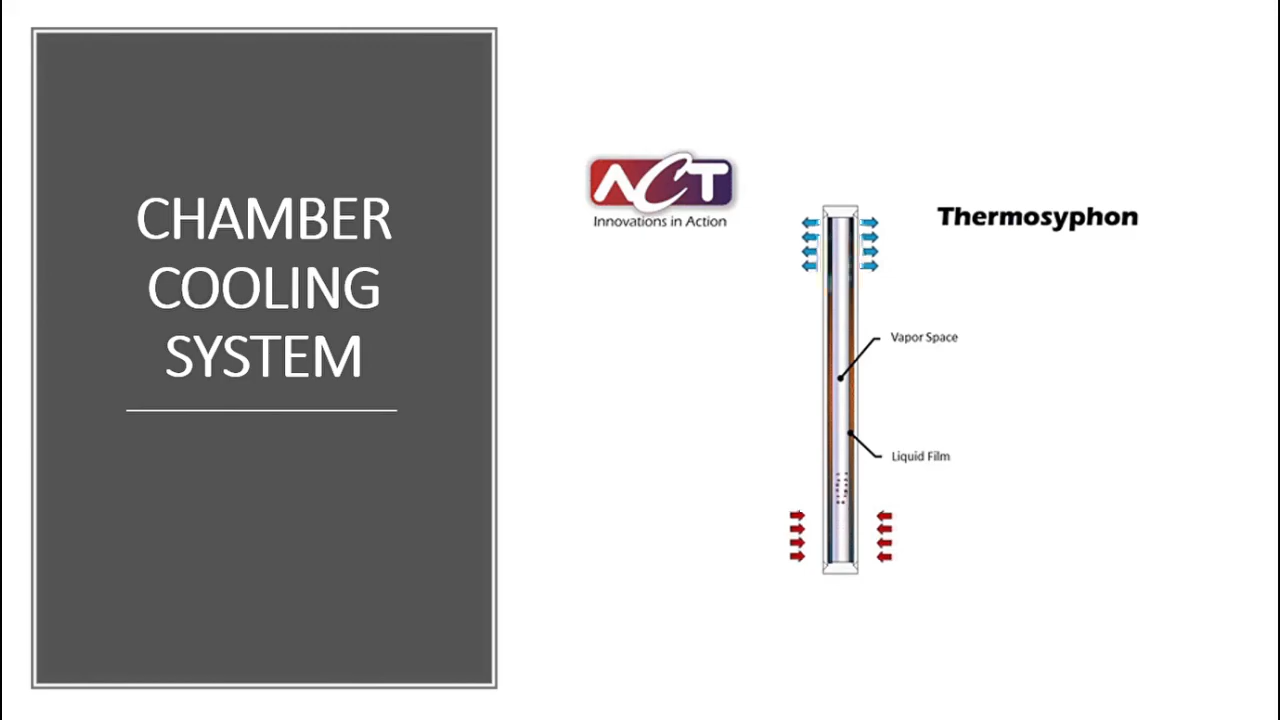 CHAMBER
COOLING
SYSTEM
ACT
Innovations in Action
Thermosyphon
Vapor Space
Liquid Film